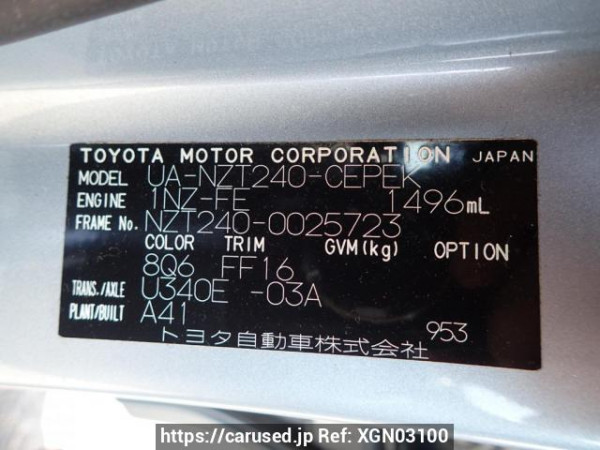 TOYOTA MOTOR CORPORATION JAPAN
MODEL UA-NZT240-CEPEK
ENGINE 1NZ-FE 1496mL
FRAME No. NZT240-0025723
COLOR TRIM GVM(kg) OPTION
8Q6 FF16
TRANS./AXLE U340E -03A
PLANT/BUILT A41
953
トヨタ自動車株式会社
https://carused.jp Ref: XGN03100